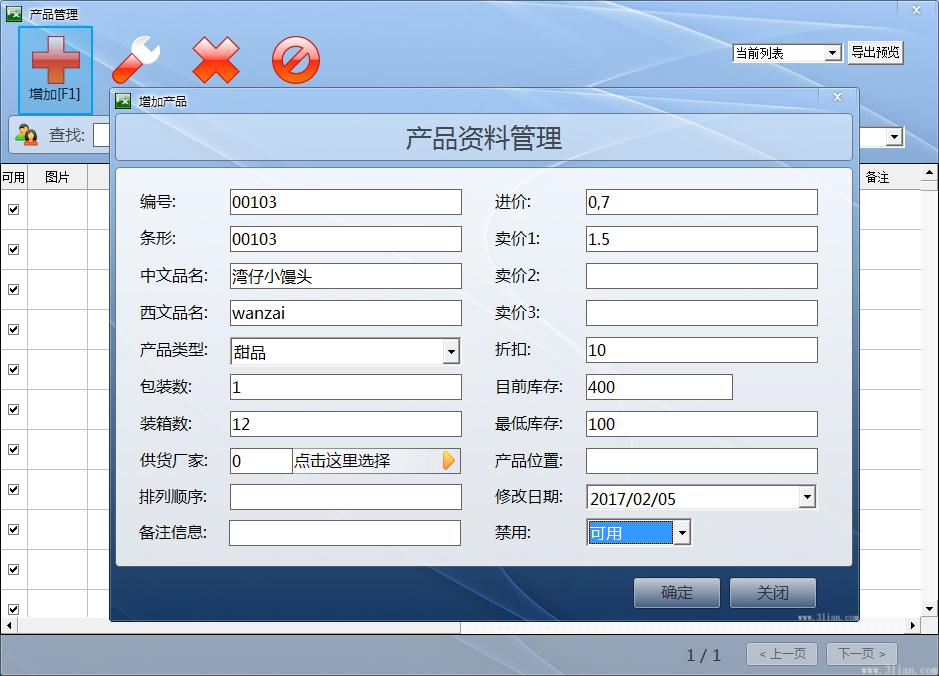 产品管理
增加[F1]
当前列表
导出预览
查找:
可用
图片
备注
增加产品
产品资料管理
编号: 00103
进价: 0,7
条形: 00103
卖价1: 1.5
中文品名: 湾仔小馒头
卖价2:
西文品名: wanzai
卖价3:
产品类型: 甜品
折扣: 10
包装数: 1
目前库存: 400
装箱数: 12
最低库存: 100
供货厂家: 0 点击这里选择
产品位置:
排列顺序:
修改日期: 2017/02/05
备注信息:
禁用: 可用
确定
关闭
www.3lian.com
1 / 1
< 上一页
下一页 >
www.3lian.com